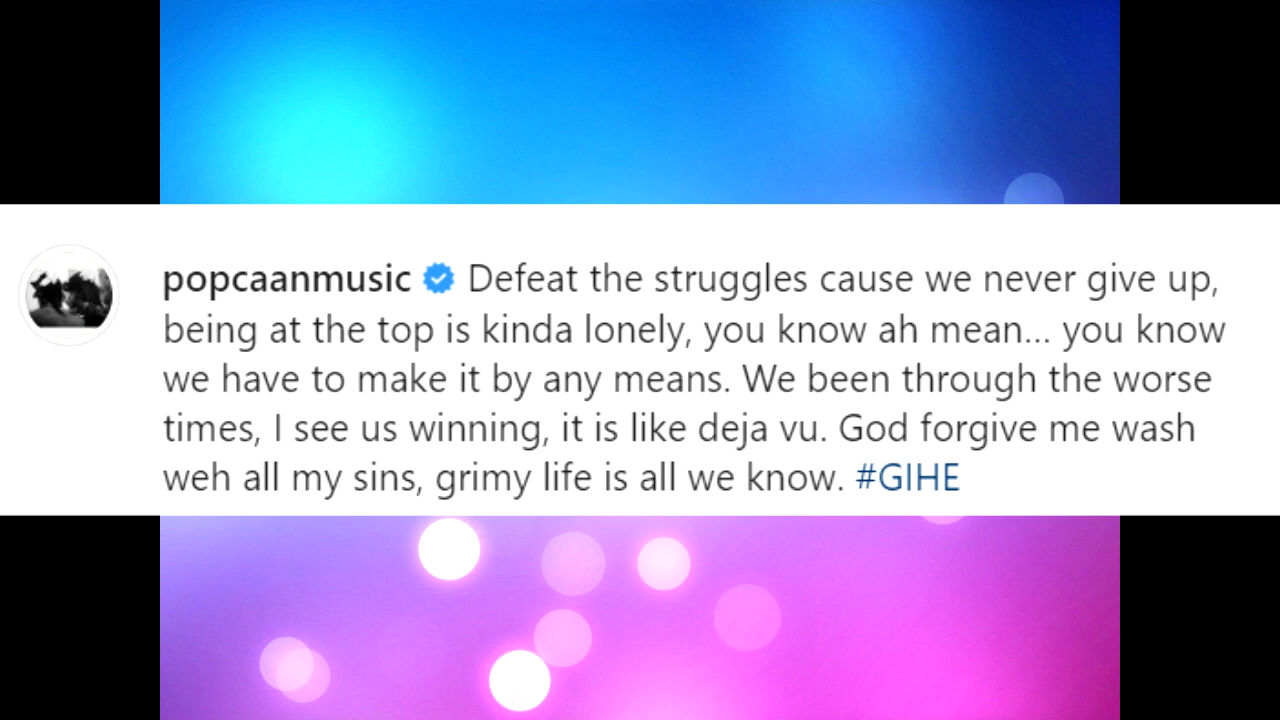 popcaanmusic Defeat the struggles cause we never give up,
being at the top is kinda lonely, you know ah mean... you know
we have to make it by any means. We been through the worse
times, I see us winning, it is like deja vu. God forgive me wash
weh all my sins, grimy life is all we know. #GIHE